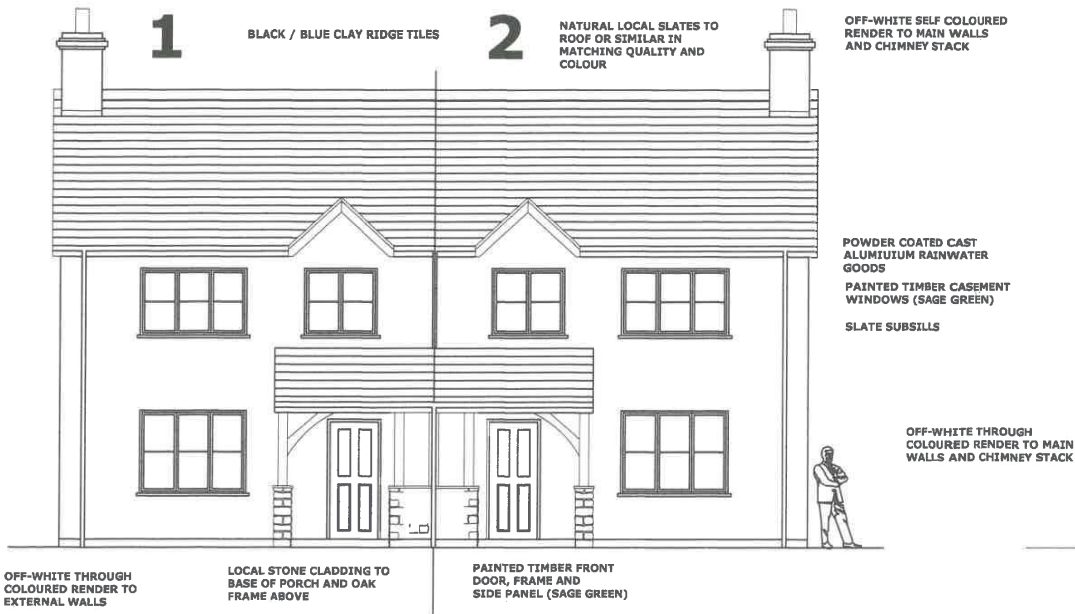 1
BLACK / BLUE CLAY RIDGE TILES
2
NATURAL LOCAL SLATES TO
ROOF OR SIMILAR IN
MATCHING QUALITY AND
COLOUR
OFF-WHITE SELF COLOURED
RENDER TO MAIN WALLS
AND CHIMNEY STACK
POWDER COATED CAST
ALUMIUIUM RAINWATER
GOODS
PAINTED TIMBER CASEMENT
WINDOWS (SAGE GREEN)
SLATE SUBSILLS
OFF-WHITE THROUGH
COLOURED RENDER TO MAIN
WALLS AND CHIMNEY STACK
OFF-WHITE THROUGH
COLOURED RENDER TO
EXTERNAL WALLS
LOCAL STONE CLADDING TO
BASE OF PORCH AND OAK
FRAME ABOVE
PAINTED TIMBER FRONT
DOOR, FRAME AND
SIDE PANEL (SAGE GREEN)